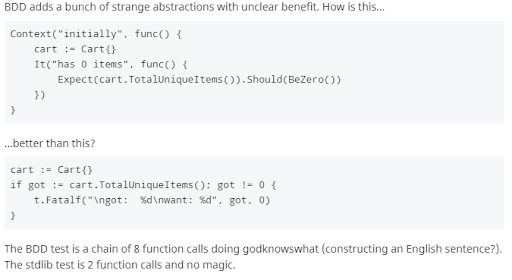 BDD adds a bunch of strange abstractions with unclear benefit. How is this...
Context("initially", func() {
    cart := Cart{}
    It("has 0 items", func() {
        Expect(cart.TotalUniqueItems()).Should(BeZero())
    })
}
...better than this?
cart := Cart{}
if got := cart.TotalUniqueItems(); got != 0 {
    t.Fatalf("\ngot:  %d\nwant: %d", got, 0)
}
The BDD test is a chain of 8 function calls doing godknowswhat (constructing an English sentence?).
The stdlib test is 2 function calls and no magic.